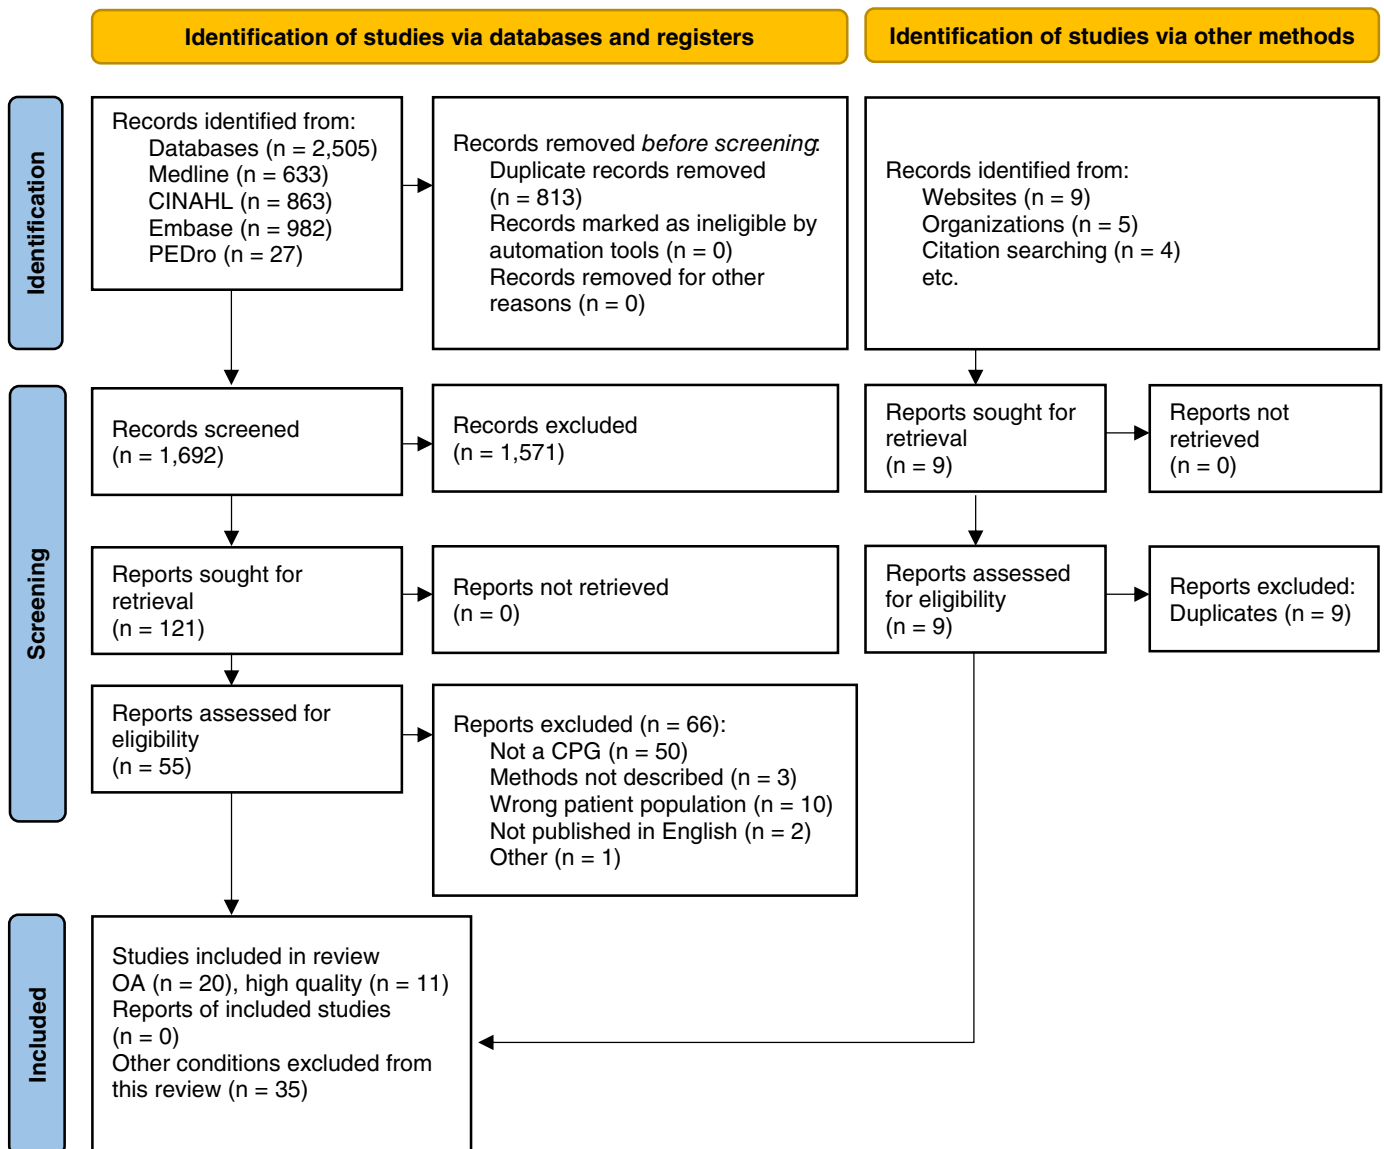 Identification of studies via databases and registers
Identification of studies via other methods
Identification
Records identified from:
Databases (n = 2,505)
Medline (n = 633)
CINAHL (n = 863)
Embase (n = 982)
PEDro (n = 27)
Records removed before screening:
Duplicate records removed
(n = 813)
Records marked as ineligible by
automation tools (n = 0)
Records removed for other
reasons (n = 0)
Records identified from:
Websites (n = 9)
Organizations (n = 5)
Citation searching (n = 4)
etc.
Screening
Records screened
(n = 1,692)
Records excluded
(n = 1,571)
Reports sought for
retrieval
(n = 9)
Reports not
retrieved
(n = 0)
Reports sought for
retrieval
(n = 121)
Reports not retrieved
(n = 0)
Reports assessed
for eligibility
(n = 9)
Reports excluded:
Duplicates (n = 9)
Reports assessed for
eligibility
(n = 55)
Reports excluded (n = 66):
Not a CPG (n = 50)
Methods not described (n = 3)
Wrong patient population (n = 10)
Not published in English (n = 2)
Other (n = 1)
Included
Studies included in review
OA (n = 20), high quality (n = 11)
Reports of included studies
(n = 0)
Other conditions excluded from
this review (n = 35)